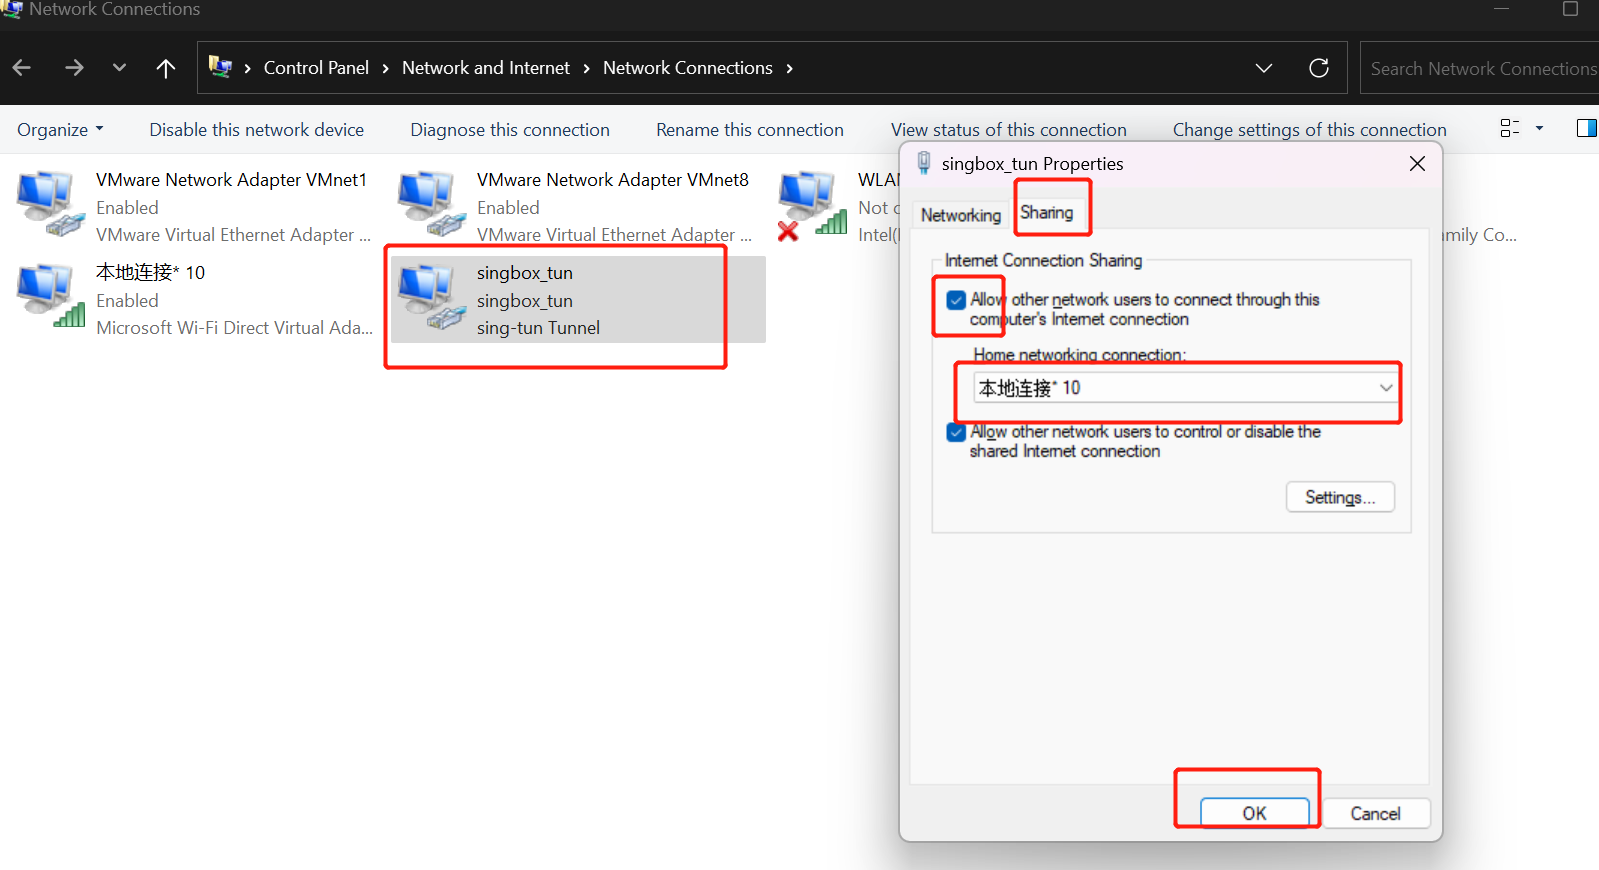 Network Connections
Control Panel
Network and Internet
Network Connections
Search Network Connections
Organize
Disable this network device
Diagnose this connection
Rename this connection
View status of this connection
Change settings of this connection
VMware Network Adapter VMnet1
Enabled
VMware Virtual Ethernet Adapter ...
VMware Network Adapter VMnet8
Enabled
VMware Virtual Ethernet Adapter ...
WLA
Not
Intel(
mily Co...
本地连接* 10
Enabled
Microsoft Wi-Fi Direct Virtual Ada...
singbox_tun
singbox_tun
sing-tun Tunnel
singbox_tun Properties
Networking
Sharing
Internet Connection Sharing
Allow other network users to connect through this
computer's Internet connection
Home networking connection:
本地连接* 10
Allow other network users to control or disable the
shared Internet connection
Settings...
OK
Cancel